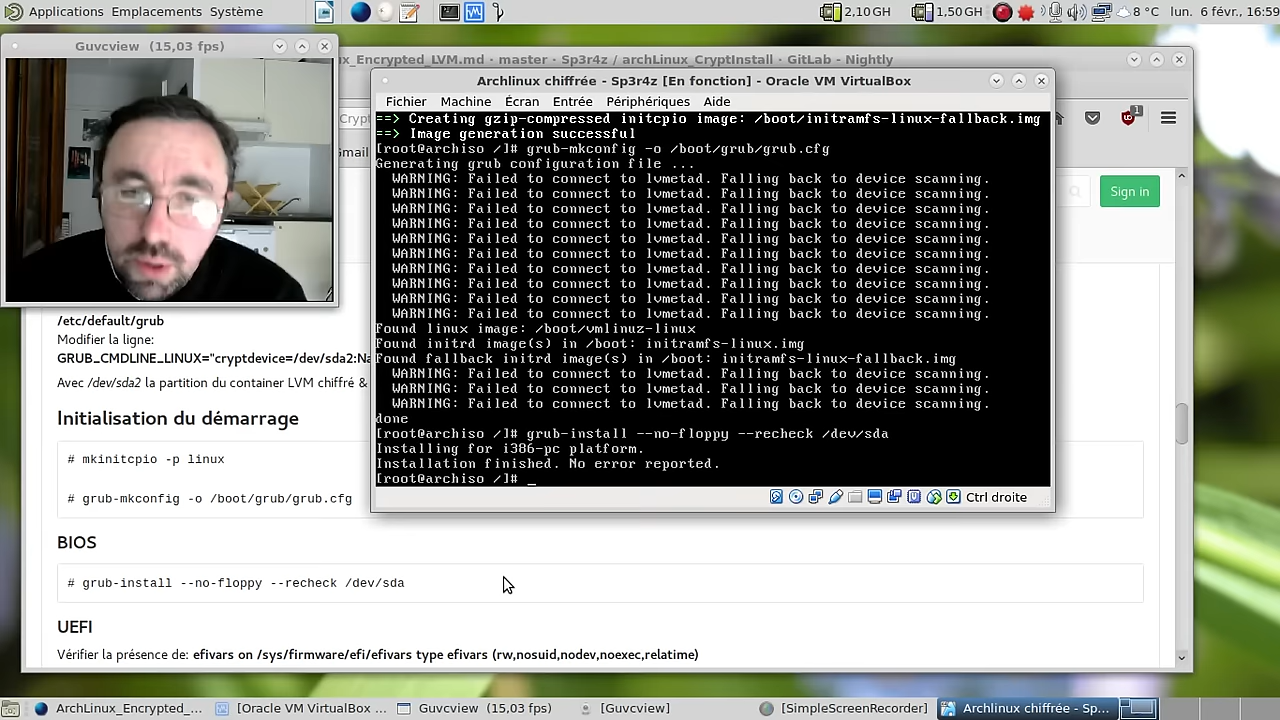 Applications Emplacements Système
2,10 GH
1,50 GH
8 °C
lun. 6 févr., 16:59
Guvcview (15,03 fps)
x_Encrypted_LVM.md · master · Sp3r4z / archLinux_CryptInstall · GitLab - Nightly
Archlinux chiffrée - Sp3r4z [En fonction] - Oracle VM VirtualBox
Fichier Machine Écran Entrée Périphériques Aide
==> Creating gzip-compressed initcpio image: /boot/initramfs-linux-fallback.img
==> Image generation successful
[root@archiso /]# grub-mkconfig -o /boot/grub/grub.cfg
Generating grub configuration file ...
WARNING: Failed to connect to lvmetad. Falling back to device scanning.
WARNING: Failed to connect to lvmetad. Falling back to device scanning.
WARNING: Failed to connect to lvmetad. Falling back to device scanning.
WARNING: Failed to connect to lvmetad. Falling back to device scanning.
WARNING: Failed to connect to lvmetad. Falling back to device scanning.
WARNING: Failed to connect to lvmetad. Falling back to device scanning.
WARNING: Failed to connect to lvmetad. Falling back to device scanning.
WARNING: Failed to connect to lvmetad. Falling back to device scanning.
WARNING: Failed to connect to lvmetad. Falling back to device scanning.
WARNING: Failed to connect to lvmetad. Falling back to device scanning.
Found linux image: /boot/vmlinuz-linux
Found initrd image(s) in /boot: initramfs-linux.img
Found fallback initrd image(s) in /boot: initramfs-linux-fallback.img
WARNING: Failed to connect to lvmetad. Falling back to device scanning.
WARNING: Failed to connect to lvmetad. Falling back to device scanning.
WARNING: Failed to connect to lvmetad. Falling back to device scanning.
done
[root@archiso /]# grub-install --no-floppy --recheck /dev/sda
Installing for i386-pc platform.
Installation finished. No error reported.
[root@archiso /]# _
Ctrl droite
Crypt
mail
1
Sign in
/etc/default/grub
Modifier la ligne:
GRUB_CMDLINE_LINUX="cryptdevice=/dev/sda2:Na
Avec /dev/sda2 la partition du container LVM chiffré &
Initialisation du démarrage
# mkinitcpio -p linux
# grub-mkconfig -o /boot/grub/grub.cfg
BIOS
# grub-install --no-floppy --recheck /dev/sda
UEFI
Vérifier la présence de: efivars on /sys/firmware/efi/efivars type efivars (rw,nosuid,nodev,noexec,relatime)
ArchLinux_Encrypted_...
[Oracle VM VirtualBox ...
Guvcview (15,03 fps)
[Guvcview]
[SimpleScreenRecorder]
Archlinux chiffrée - Sp...